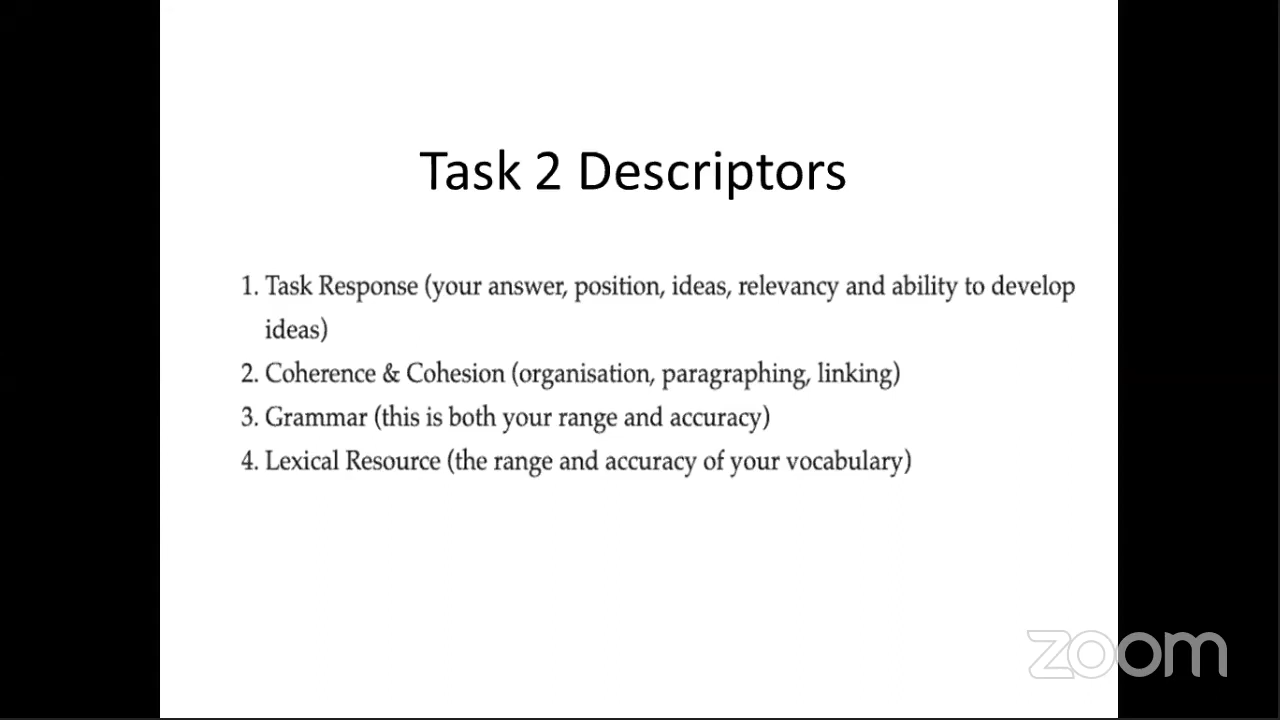 Task 2 Descriptors
1. Task Response (your answer, position, ideas, relevancy and ability to develop
ideas)
2. Coherence & Cohesion (organisation, paragraphing, linking)
3. Grammar (this is both your range and accuracy)
4. Lexical Resource (the range and accuracy of your vocabulary)
zoom